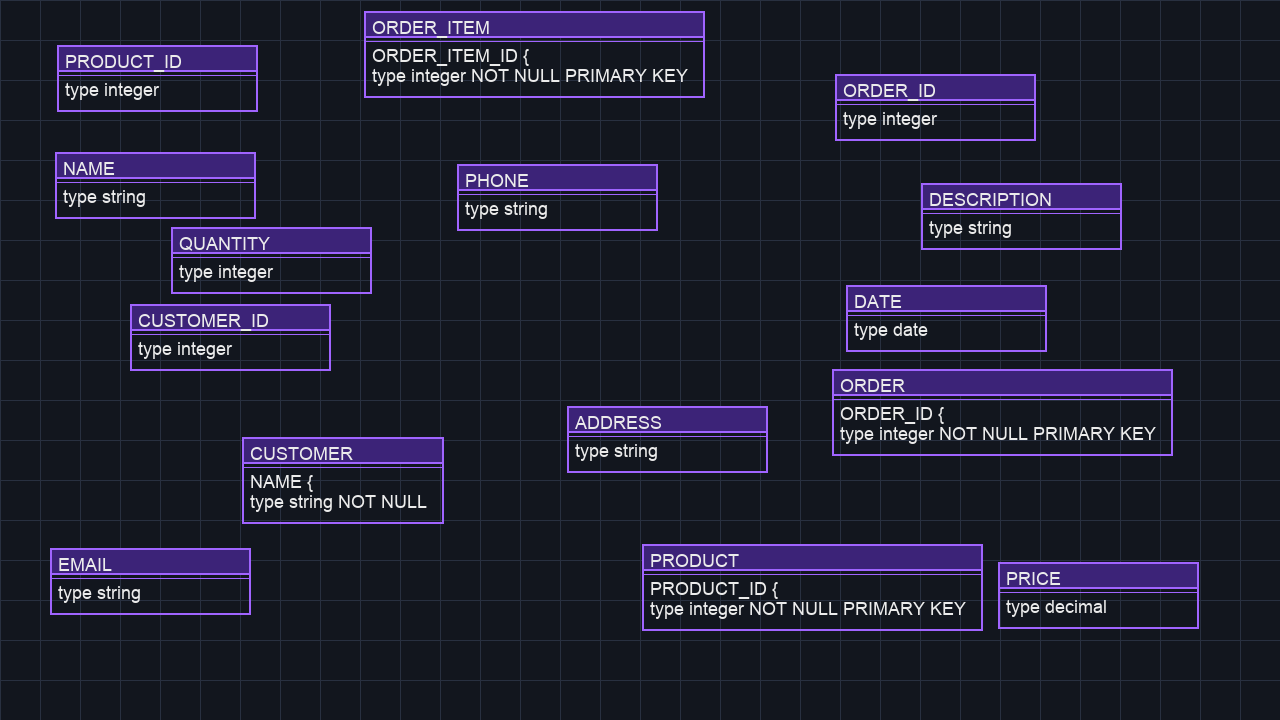 ORDER_ITEM
ORDER_ITEM_ID {
type integer NOT NULL PRIMARY KEY
PRODUCT_ID
type integer
ORDER_ID
type integer
NAME
type string
PHONE
type string
DESCRIPTION
type string
QUANTITY
type integer
DATE
type date
CUSTOMER_ID
type integer
ORDER
ORDER_ID {
type integer NOT NULL PRIMARY KEY
ADDRESS
type string
CUSTOMER
NAME {
type string NOT NULL
PRODUCT
PRODUCT_ID {
type integer NOT NULL PRIMARY KEY
EMAIL
type string
PRICE
type decimal